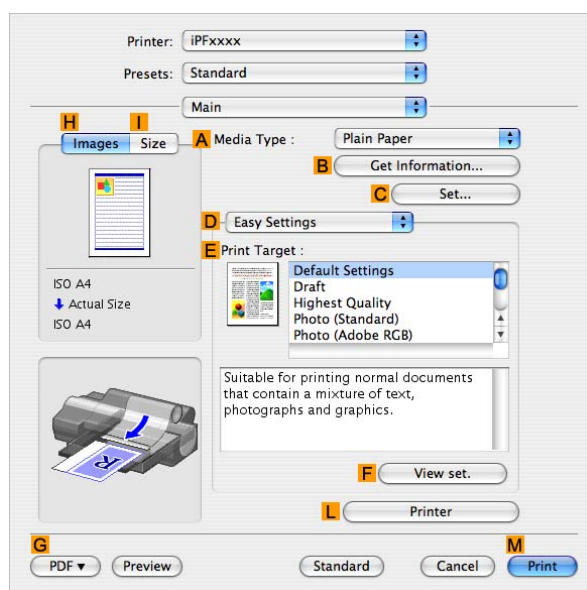 Printer: iPFxxxx
Presets: Standard
Main
H I
Images Size
A Media Type : Plain Paper
B Get Information...
C Set...
D Easy Settings
E Print Target :
Default Settings
Draft
Highest Quality
Photo (Standard)
Photo (Adobe RGB)
ISO A4
Actual Size
ISO A4
Suitable for printing normal documents
that contain a mixture of text,
photographs and graphics.
R
F View set.
L Printer
G M
PDF Preview Standard Cancel Print